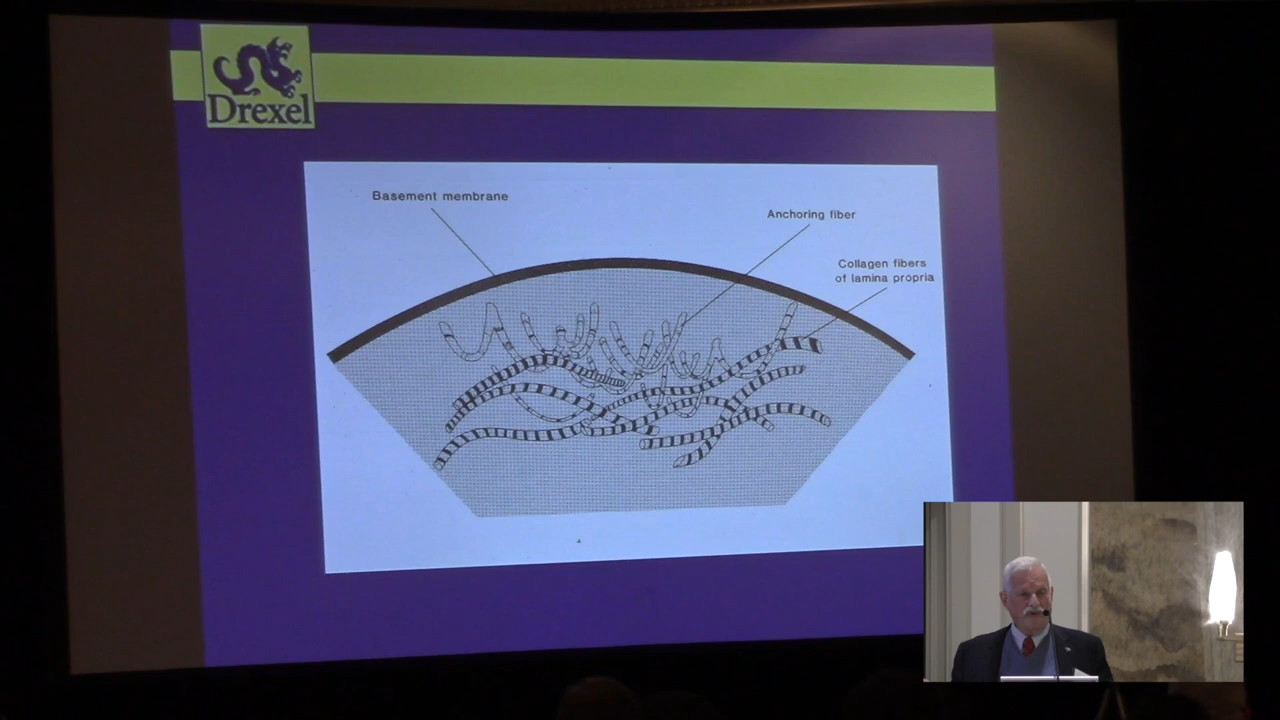 Drexel
Basement membrane
Anchoring fiber
Collagen fibers
of lamina propria